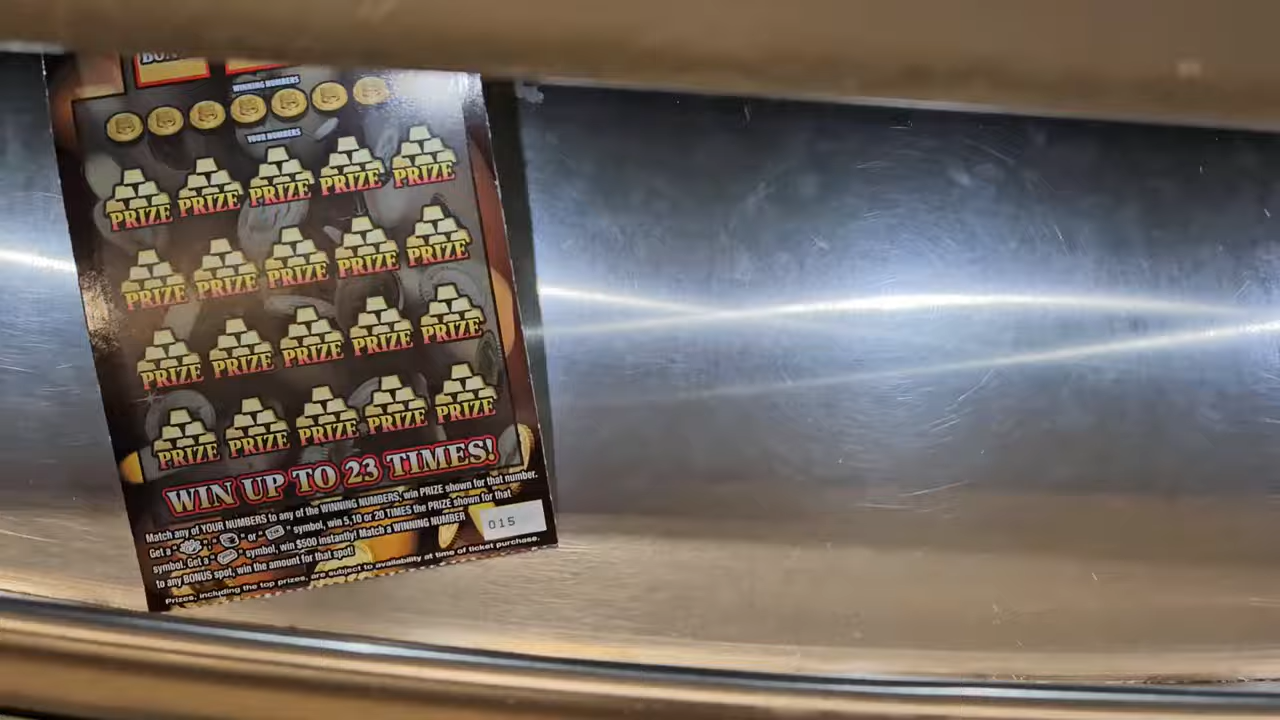 WINNING NUMBERS
YOUR NUMBERS
PRIZE PRIZE PRIZE PRIZE PRIZE
PRIZE PRIZE PRIZE PRIZE PRIZE
PRIZE PRIZE PRIZE PRIZE PRIZE
PRIZE PRIZE PRIZE PRIZE PRIZE
WIN UP TO 23 TIMES!
Match any of YOUR NUMBERS to any of the WINNING NUMBERS, win PRIZE shown for that number.
Get a " ", " " or " " symbol, win 5, 10 or 20 TIMES the PRIZE shown for that
symbol. Get a " " symbol, win $500 instantly! Match a WINNING NUMBER
to any BONUS spot, win the amount for that spot!
015
Prizes, including the top prizes, are subject to availability at time of ticket purchase.